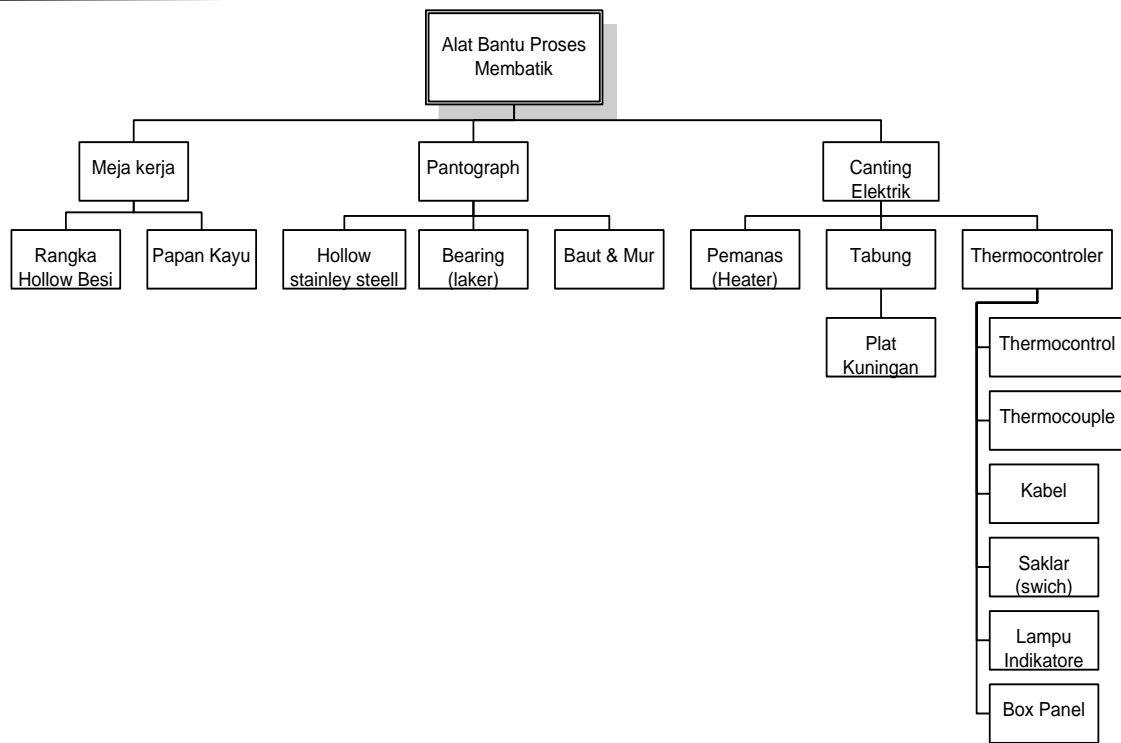 Alat Bantu Proses
Membatik
Meja kerja
Pantograph
Canting
Elektrik
Rangka
Hollow Besi
Papan Kayu
Hollow
stainley steell
Bearing
(laker)
Baut & Mur
Pemanas
(Heater)
Tabung
Thermocontroler
Plat
Kuningan
Thermocontrol
Thermocouple
Kabel
Saklar
(swich)
Lampu
Indikatore
Box Panel